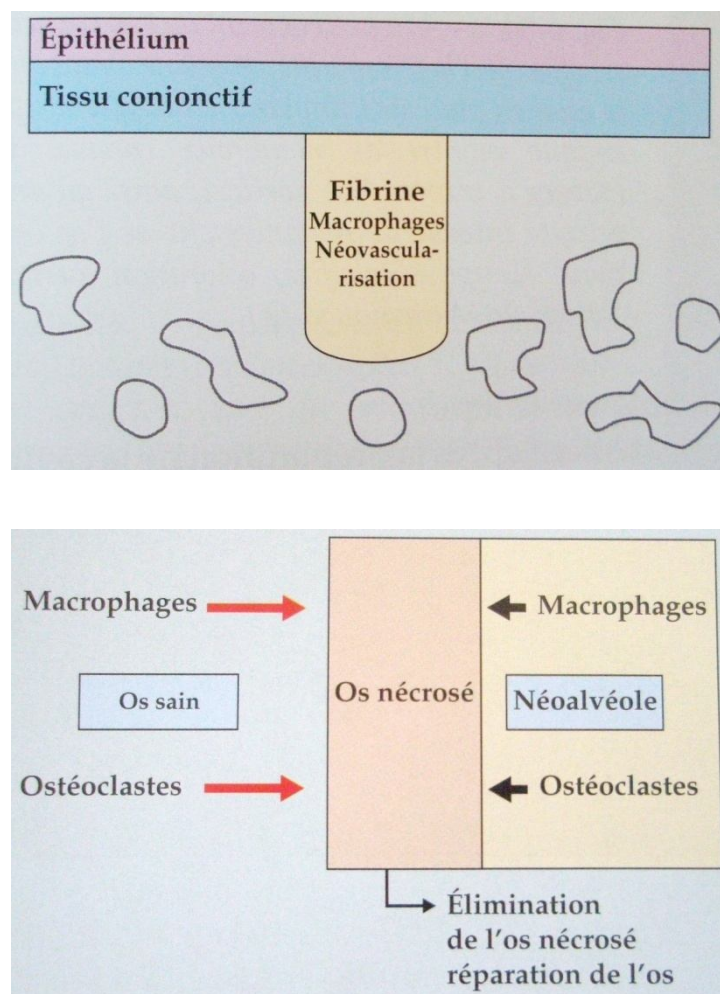 Épithélium
Tissu conjonctif
Fibrine
Macrophages
Néovascula-
risation
Macrophages
Macrophages
Os sain
Os nécrosé
Néoalvéole
Ostéoclastes
Ostéoclastes
Élimination
de l'os nécrosé
réparation de l'os